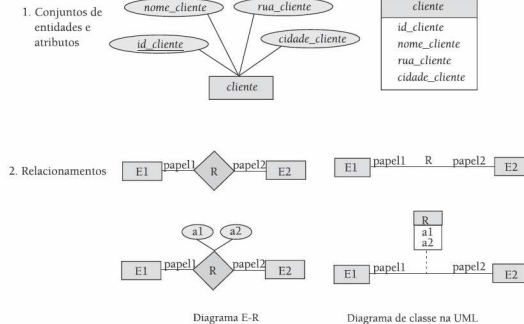 1. Conjuntos de
entidades e
atributos
nome_cliente
rua_cliente
id_cliente
cidade_cliente
cliente
cliente
id_cliente
nome_cliente
rua_cliente
cidade_cliente
2. Relacionamentos
E1 papel1 R papel2 E2
E1 papel1 R papel2 E2
a1 a2
E1 papel1 R papel2 E2
R
a1
a2
E1 papel1 papel2 E2
Diagrama E-R
Diagrama de classe na UML